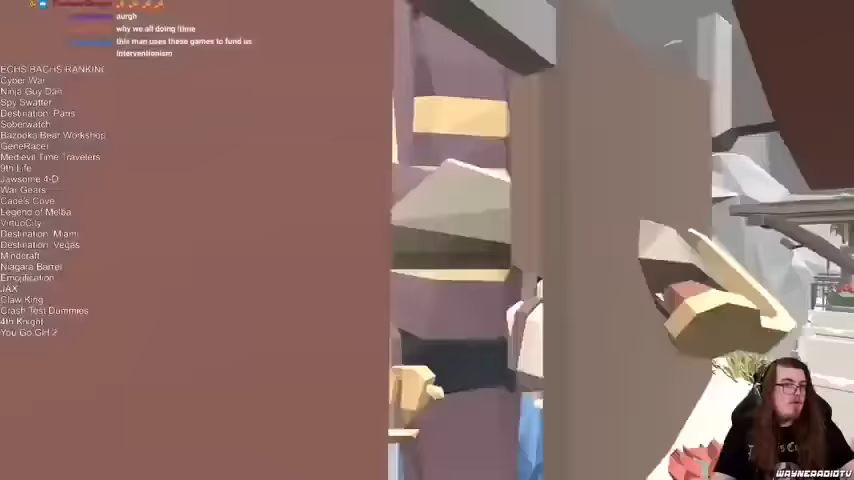 aurgh
why we all doing !time
this man uses these games to fund us
interventionism
ECHS BACHS RANKING
Cyber War
Ninja Guy Dan
Spy Swatter
Destination: Paris
Soberwatch
Bazooka Bear Workshop
GeneRacer
Medieval Time Travelers
9th Life
Jawsome 4-D
War Gears
Cade's Cove
Legend of Melba
VirtuoCity
Destination: Miami
Destination: Vegas
Mindcraft
Niagara Barrel
Emojification
JAX
Claw King
Crash Test Dummies
4th Knight
You Go Girl 2
WAYNERADIOTV